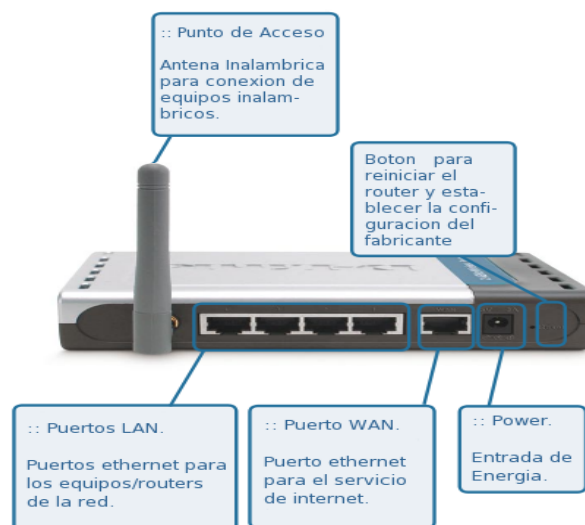 :: Punto de Acceso
Antena Inalambrica
para conexion de
equipos inalam-
bricos.
Boton para
reiniciar el
router y esta-
blecer la confi-
guracion del
fabricante
:: Puertos LAN.
Puertos ethernet para
los equipos/routers
de la red.
:: Puerto WAN.
Puerto ethernet
para el servicio
de internet.
:: Power.
Entrada de
Energia.